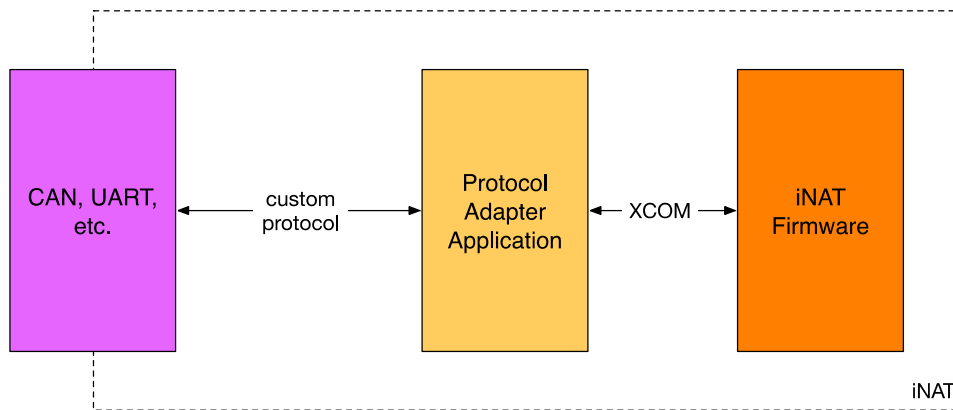 CAN, UART,
etc.
custom
protocol
Protocol
Adapter
Application
XCOM
iNAT
Firmware
iNAT